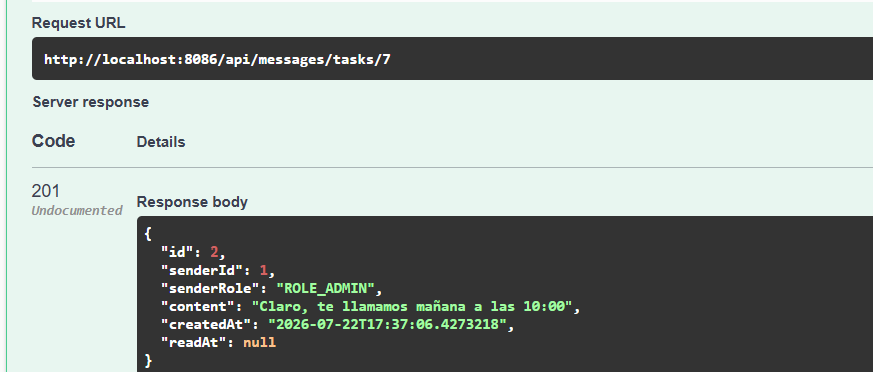 Request URL
http://localhost:8086/api/messages/tasks/7
Server response
Code Details
201
Undocumented
Response body
{
"id": 2,
"senderId": 1,
"senderRole": "ROLE_ADMIN",
"content": "Claro, te llamamos mañana a las 10:00",
"createdAt": "2026-07-22T17:37:06.4273218",
"readAt": null
}